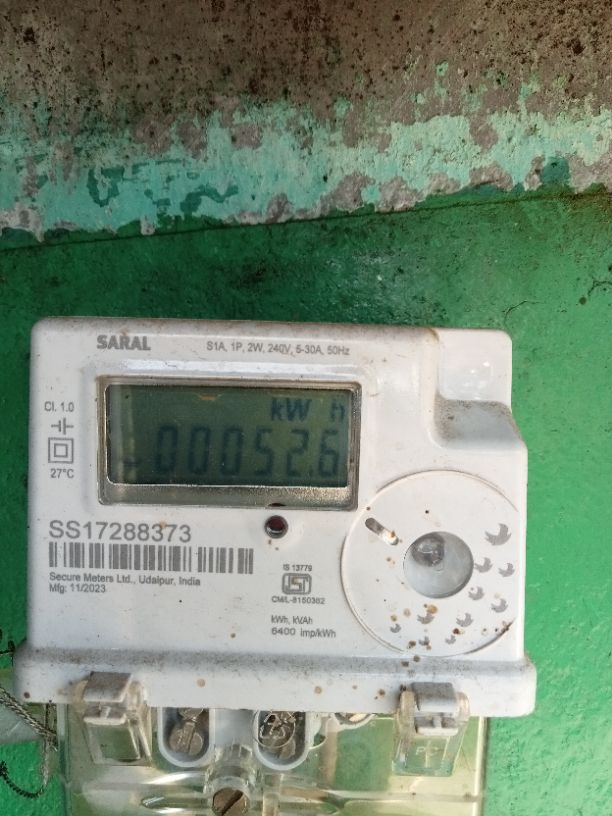 SARAL
S1A, 1P, 2W, 240V, 5-30A, 50Hz
Cl. 1.0
27°C
kW h
00052.6
SS17288373
Secure Meters Ltd., Udaipur, India
Mfg: 11/2023
IS 13779
ISI
CM/L-8150362
kWh, kVAh
6400 imp/kWh